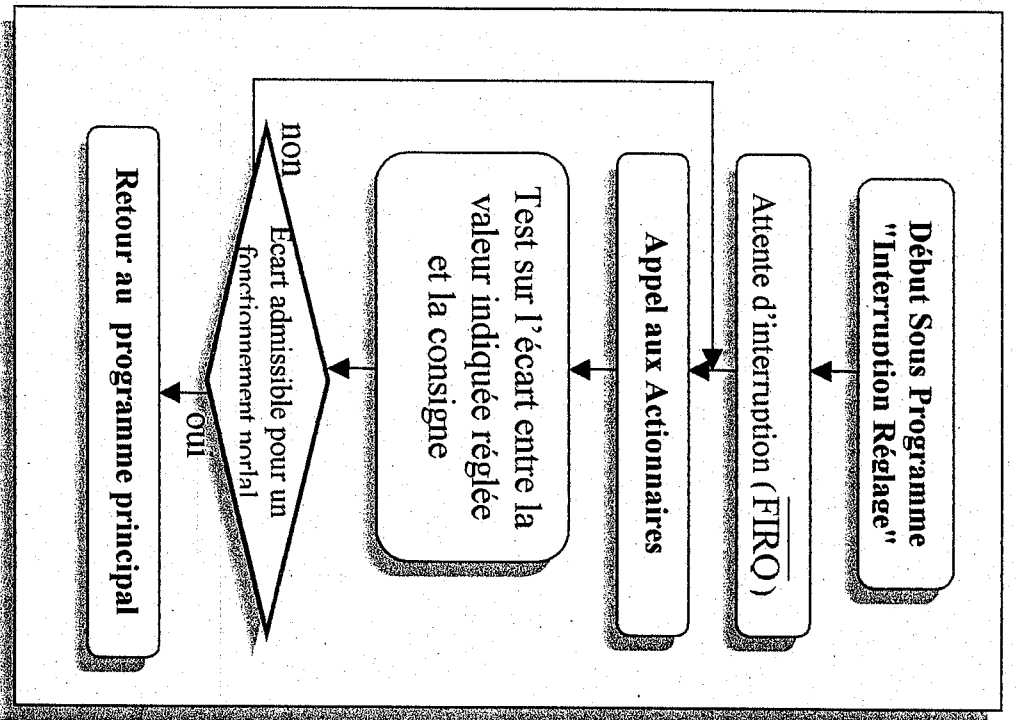 Début Sous Programme
"Interruption Réglage"
Attente d'interruption (F̅I̅R̅Q̅)
Appel aux Actionnaires
Test sur l'écart entre la
valeur indiquée réglée
et la consigne
non
Ecart admissible pour un
fonctionnement norlal
oui
Retour au programme principal